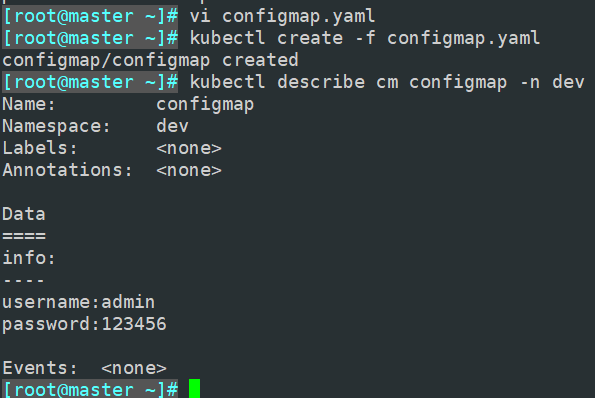 [root@master ~]# vi configmap.yaml
[root@master ~]# kubectl create -f configmap.yaml
configmap/configmap created
[root@master ~]# kubectl describe cm configmap -n dev
Name:         configmap
Namespace:    dev
Labels:       <none>
Annotations:  <none>

Data
====
info:
----
username:admin
password:123456

Events:  <none>
[root@master ~]#